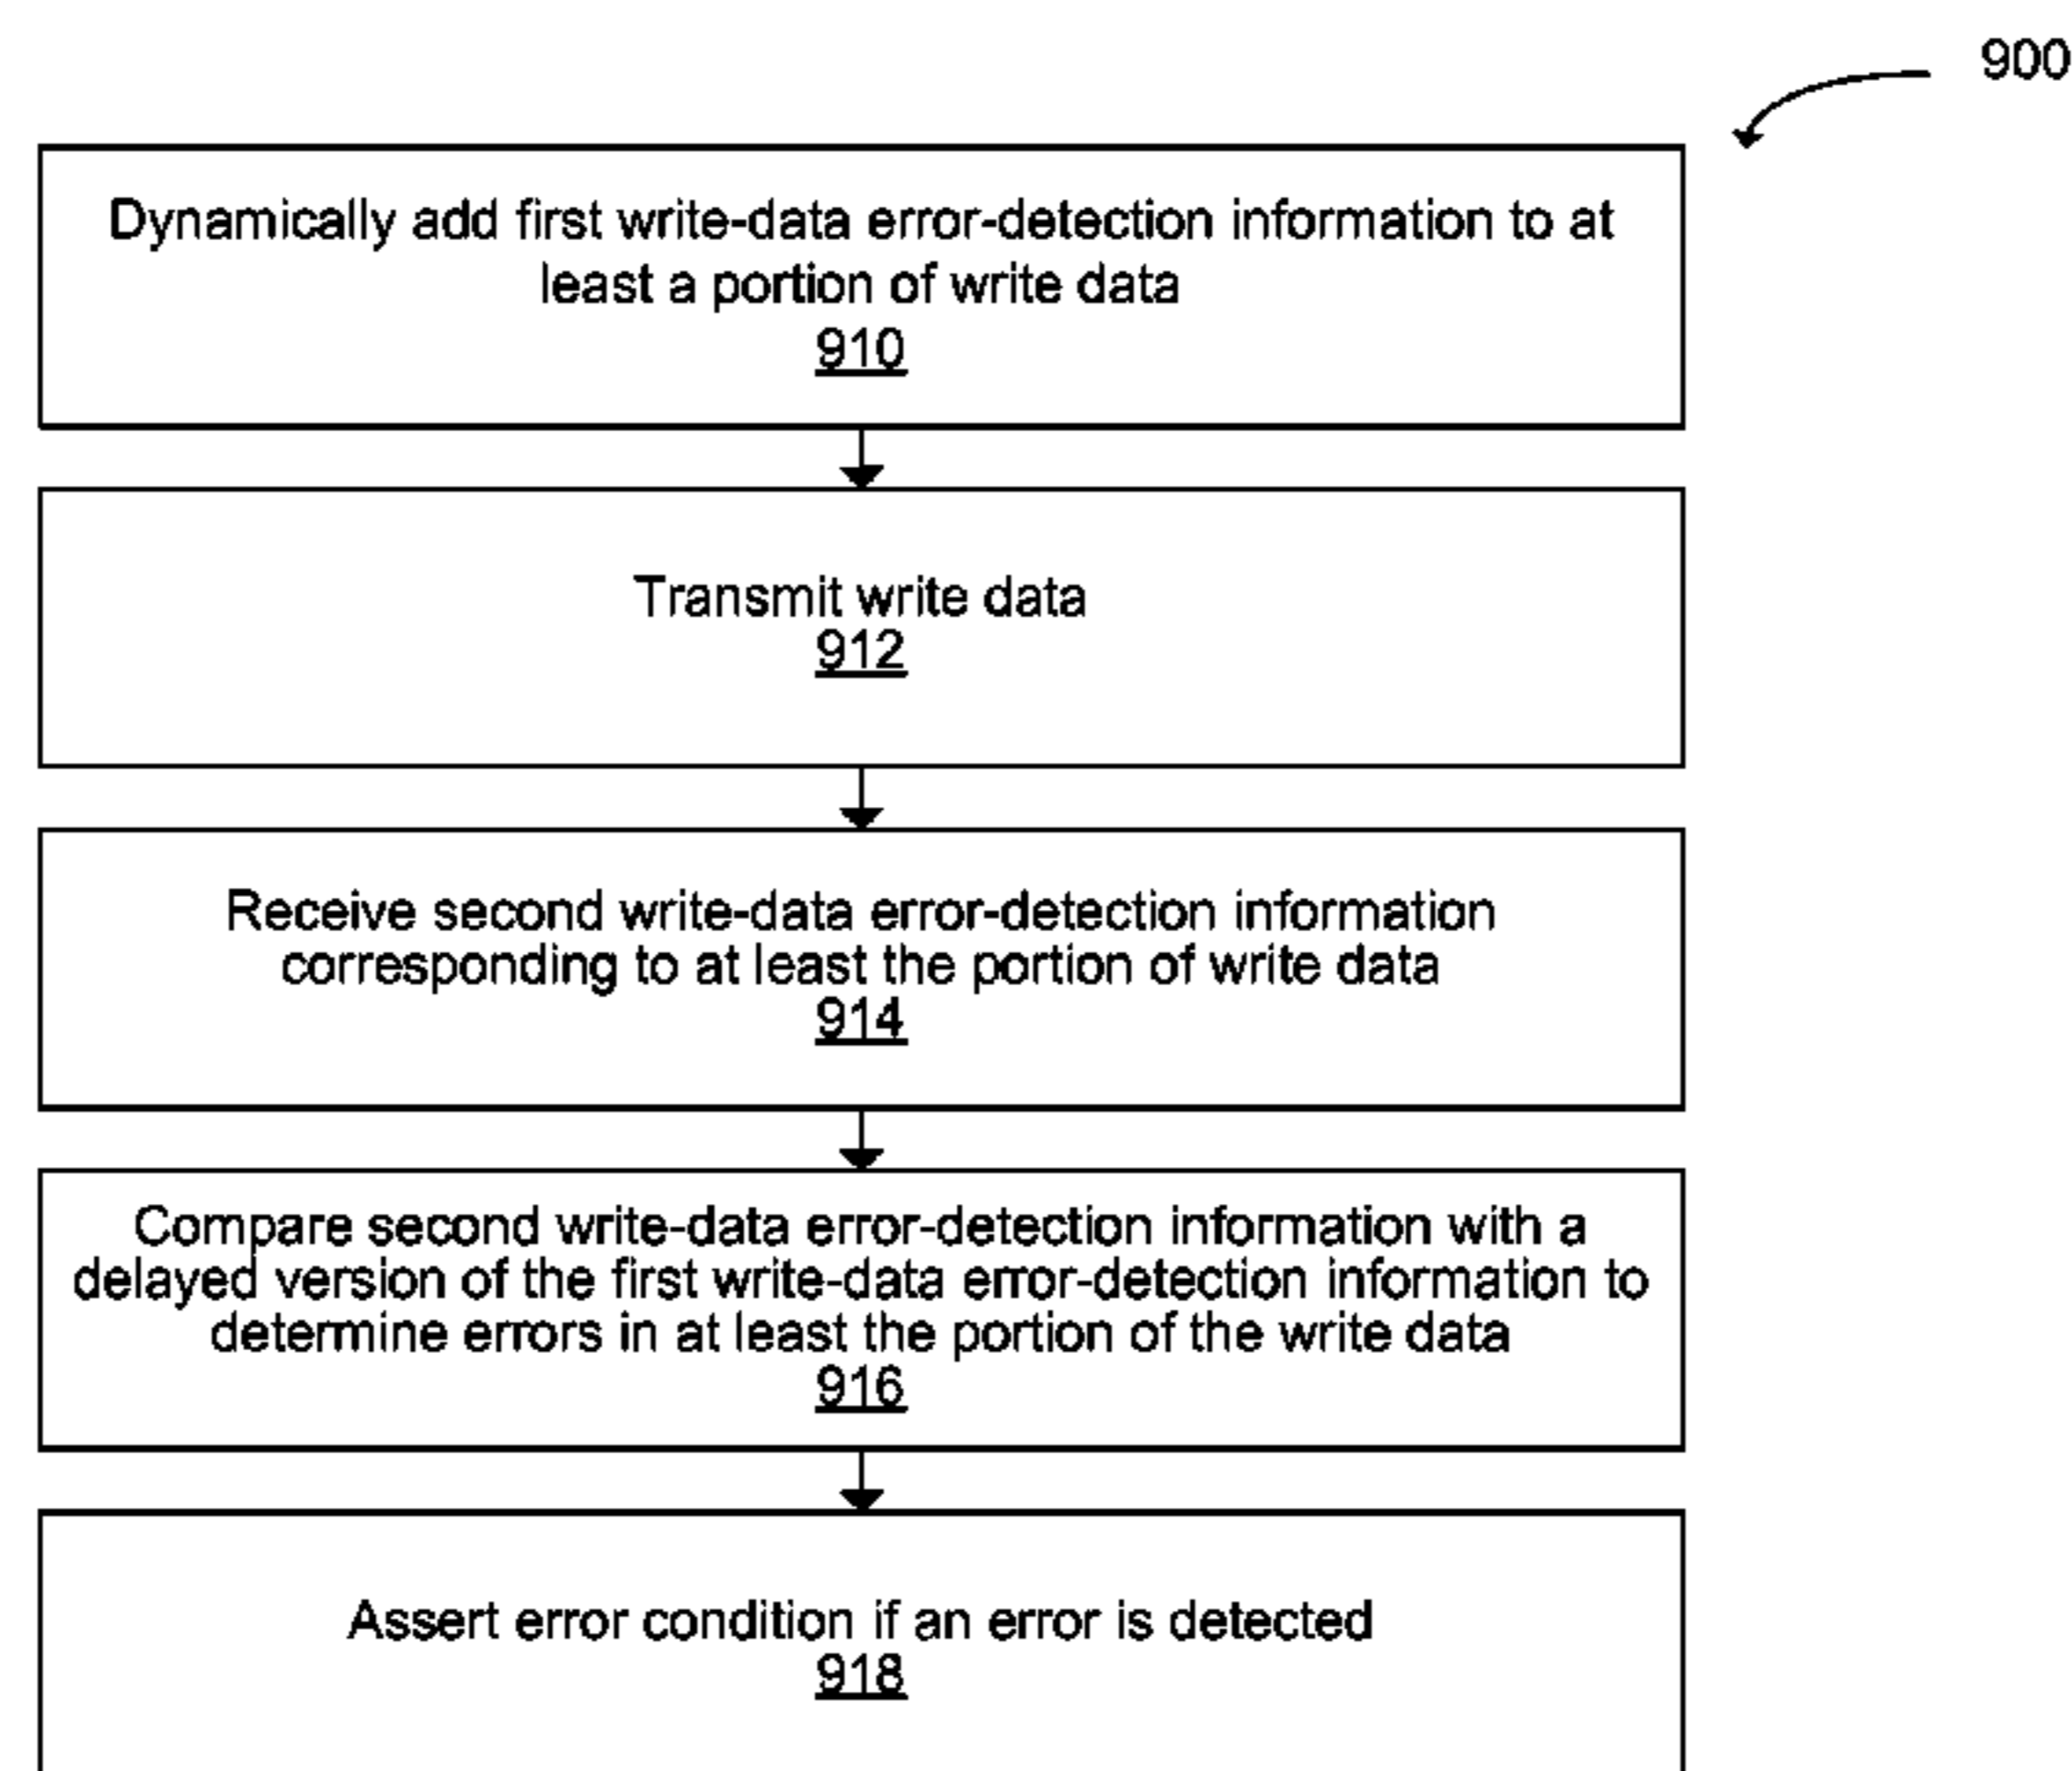 900
Dynamically add first write-data error-detection information to at
least a portion of write data
910
Transmit write data
912
Receive second write-data error-detection information
corresponding to at least the portion of write data
914
Compare second write-data error-detection information with a
delayed version of the first write-data error-detection information to
determine errors in at least the portion of the write data
916
Assert error condition if an error is detected
918